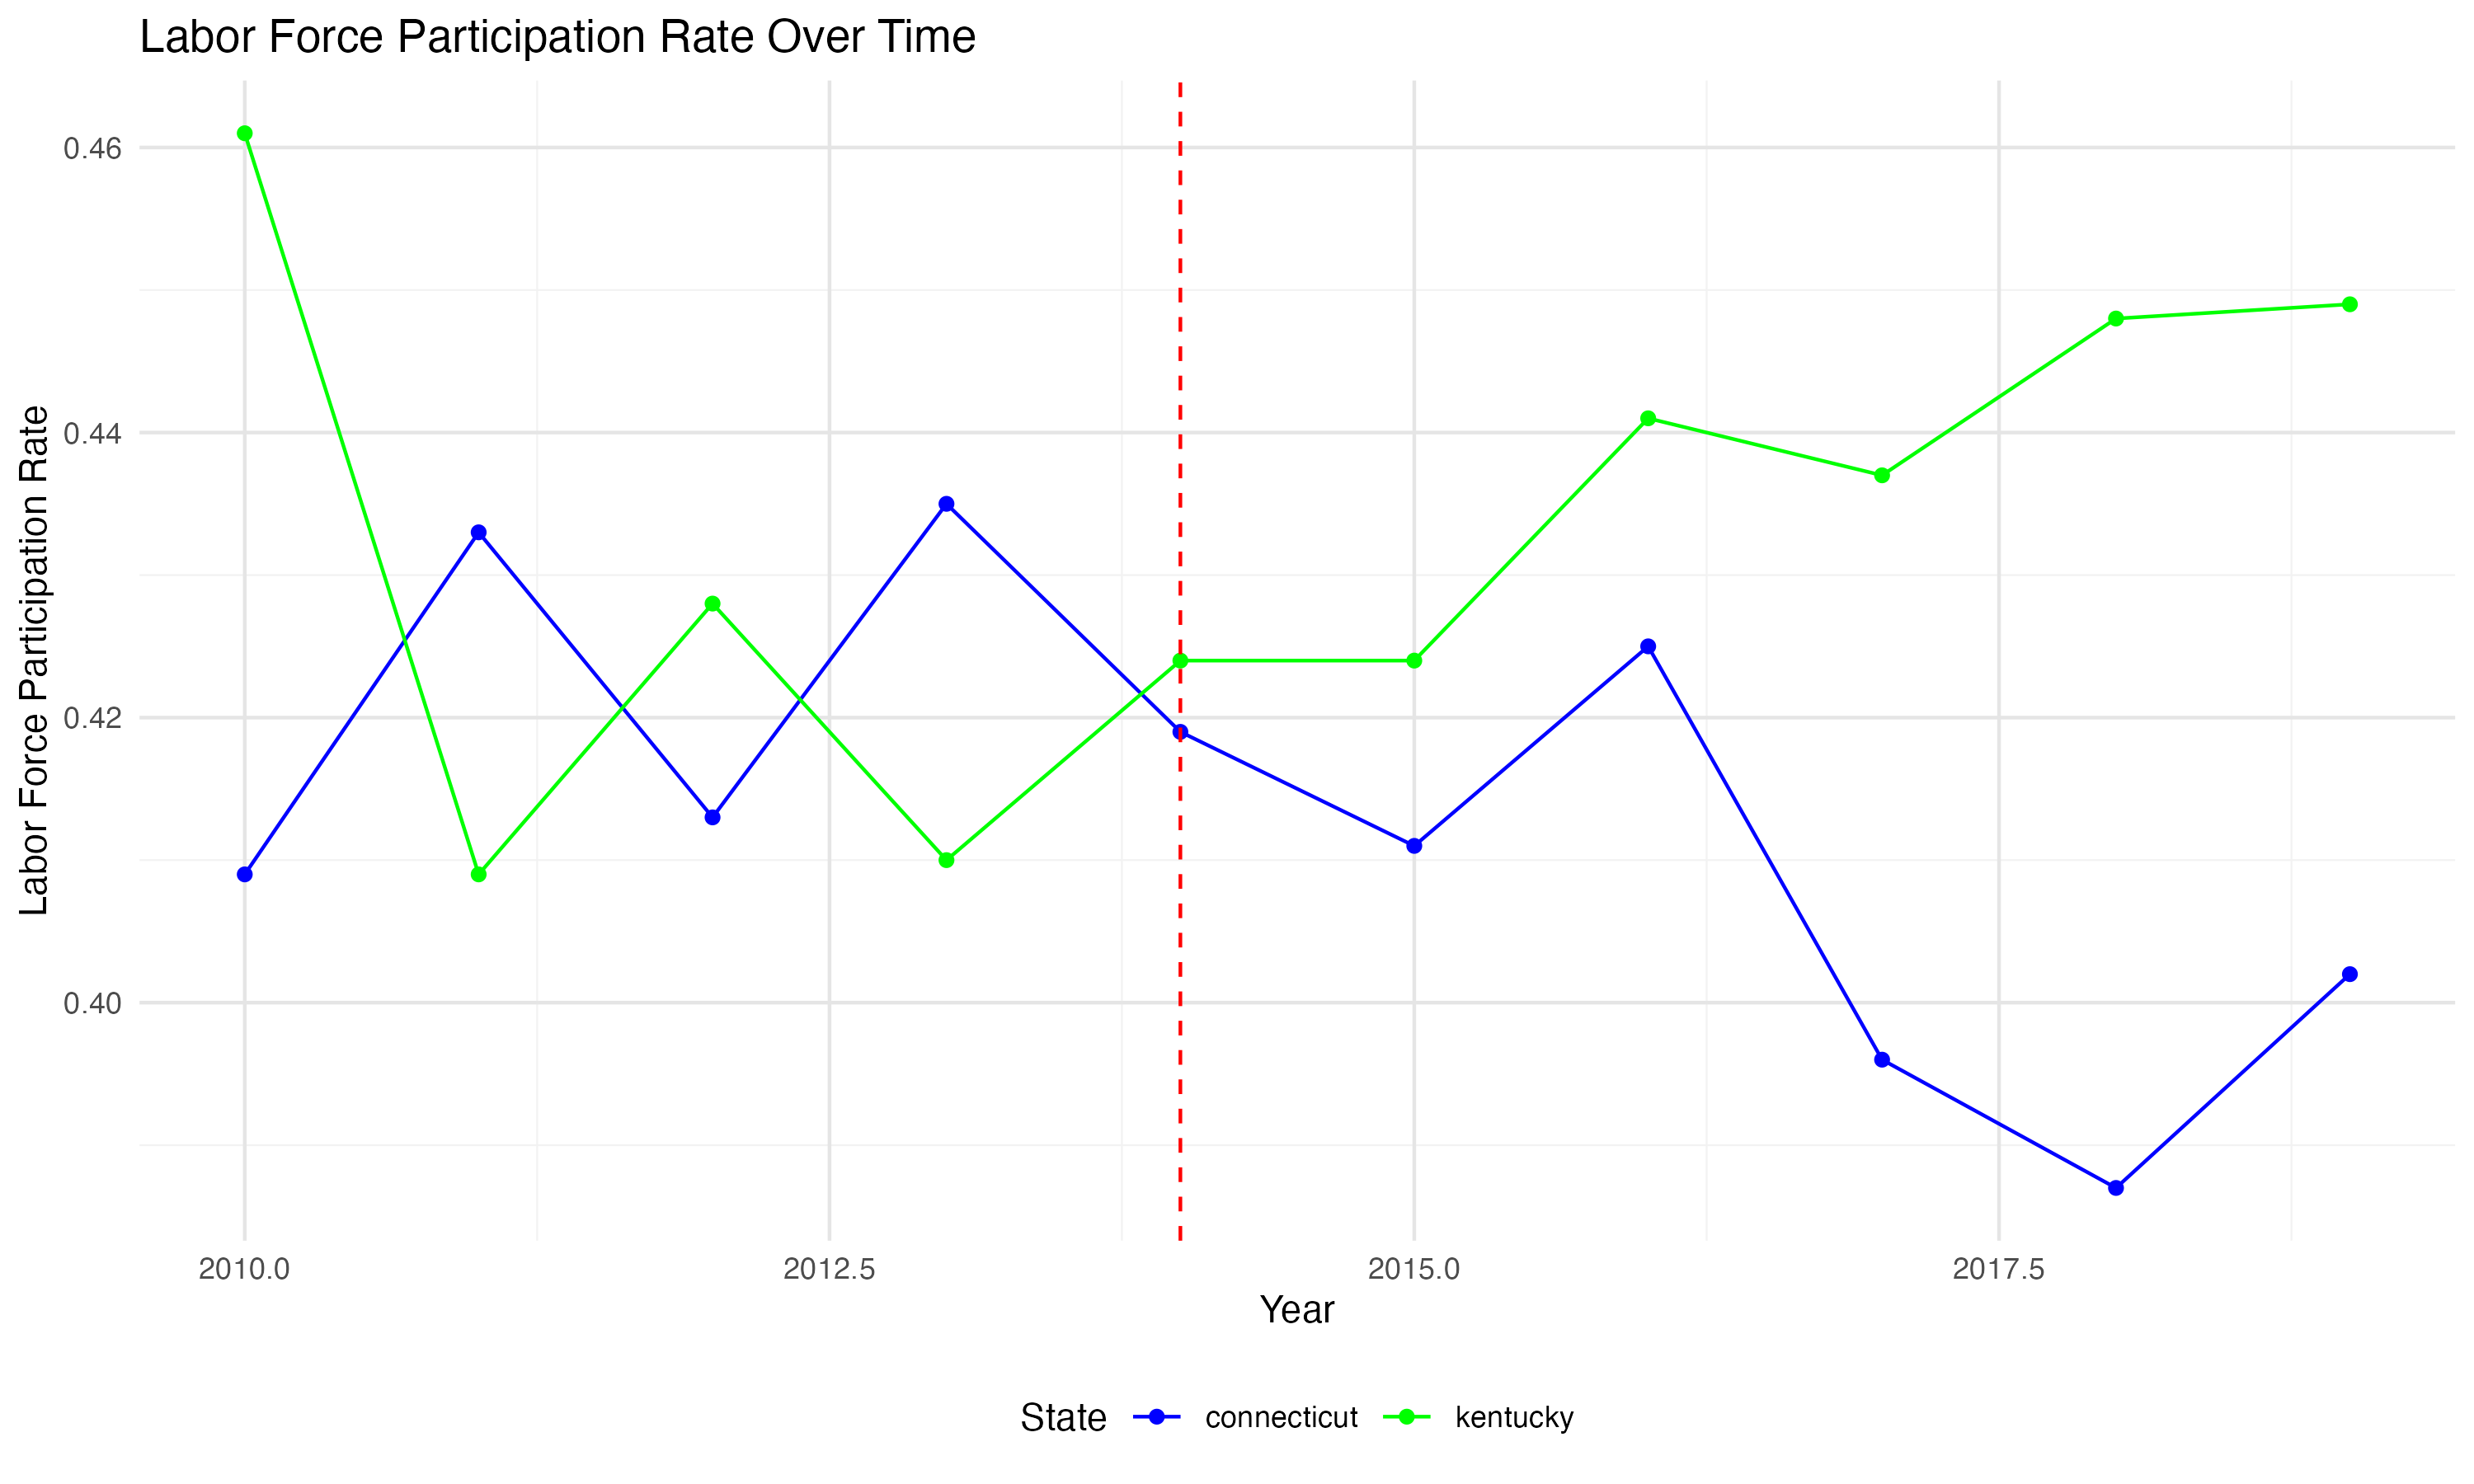 Labor Force Participation Rate Over Time
Labor Force Participation Rate
0.46
0.44
0.42
0.40
2010.0 2012.5 2015.0 2017.5
Year
State connecticut kentucky